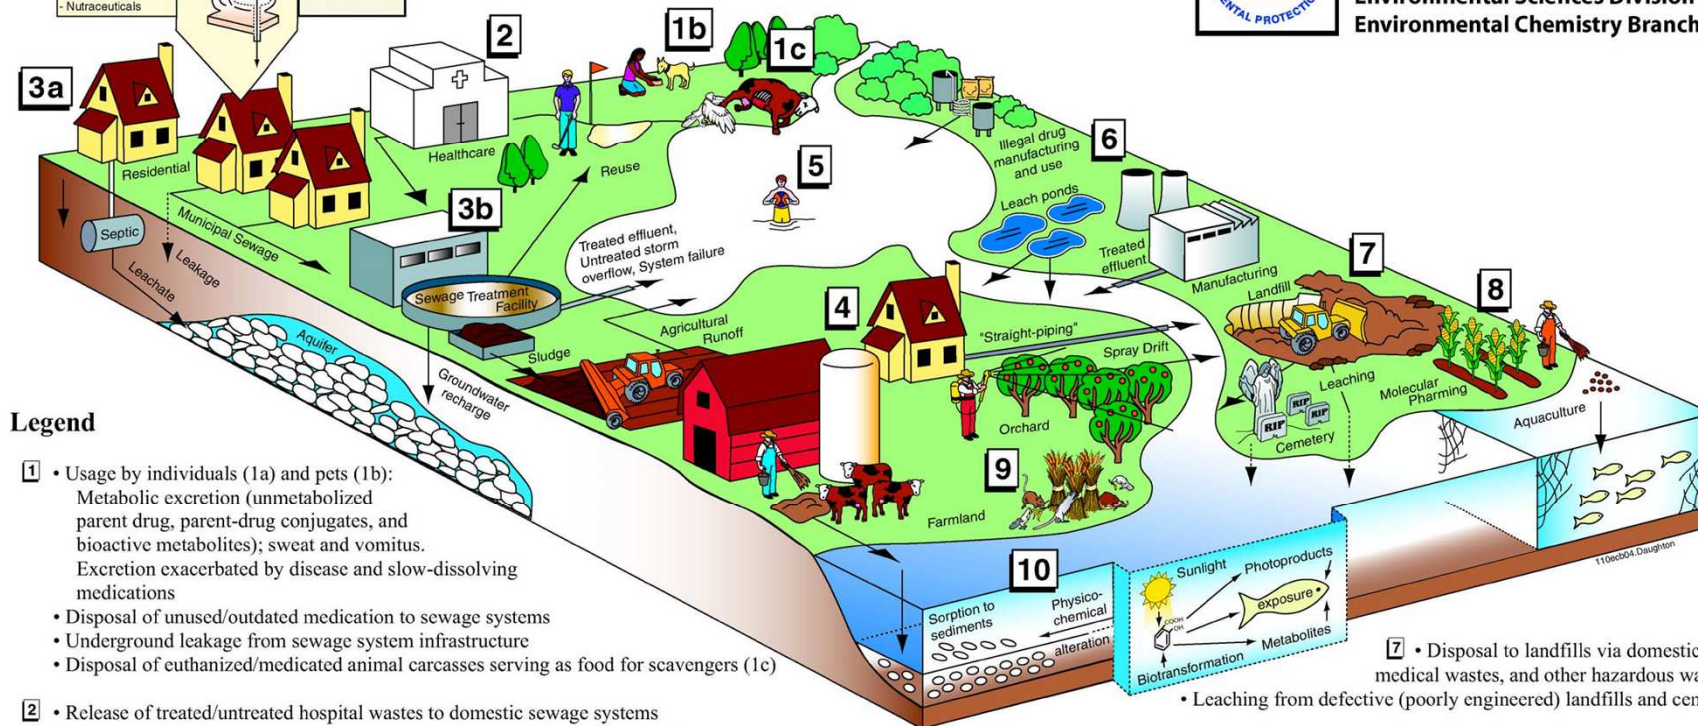 - Nutraceuticals
ENTAL PROTECTIO
Environmental Sciences Division
Environmental Chemistry Branch
3a
2
1b
1c
Healthcare
Residential
Reuse
5
Illegal drug
manufacturing
and use
6
Leach ponds
3b
Municipal Sewage
Septic
Leachate
Leakage
Treated effluent,
Untreated storm
overflow, System failure
Sewage Treatment
Facility
Treated
effluent
Manufacturing
7
Landfill
8
Aquifer
Sludge
Agricultural
Runoff
4
"Straight-piping"
Spray Drift
Groundwater
recharge
Orchard
Leaching
Molecular
Pharming
Aquaculture
RIP
RIP
RIP
Cemetery
9
Farmland
Legend
1 • Usage by individuals (1a) and pets (1b):
Metabolic excretion (unmetabolized
parent drug, parent-drug conjugates, and
bioactive metabolites); sweat and vomitus.
Excretion exacerbated by disease and slow-dissolving
medications
• Disposal of unused/outdated medication to sewage systems
• Underground leakage from sewage system infrastructure
• Disposal of euthanized/medicated animal carcasses serving as food for scavengers (1c)
2 • Release of treated/untreated hospital wastes to domestic sewage systems
10
Sorption to
sediments
Physico-
chemical
alteration
Sunlight
Photoproducts
exposure
COOH
OH
Metabolites
Biotransformation
110ecb04.Daughton
7 • Disposal to landfills via domestic
medical wastes, and other hazardous wa
• Leaching from defective (poorly engineered) landfills and cem